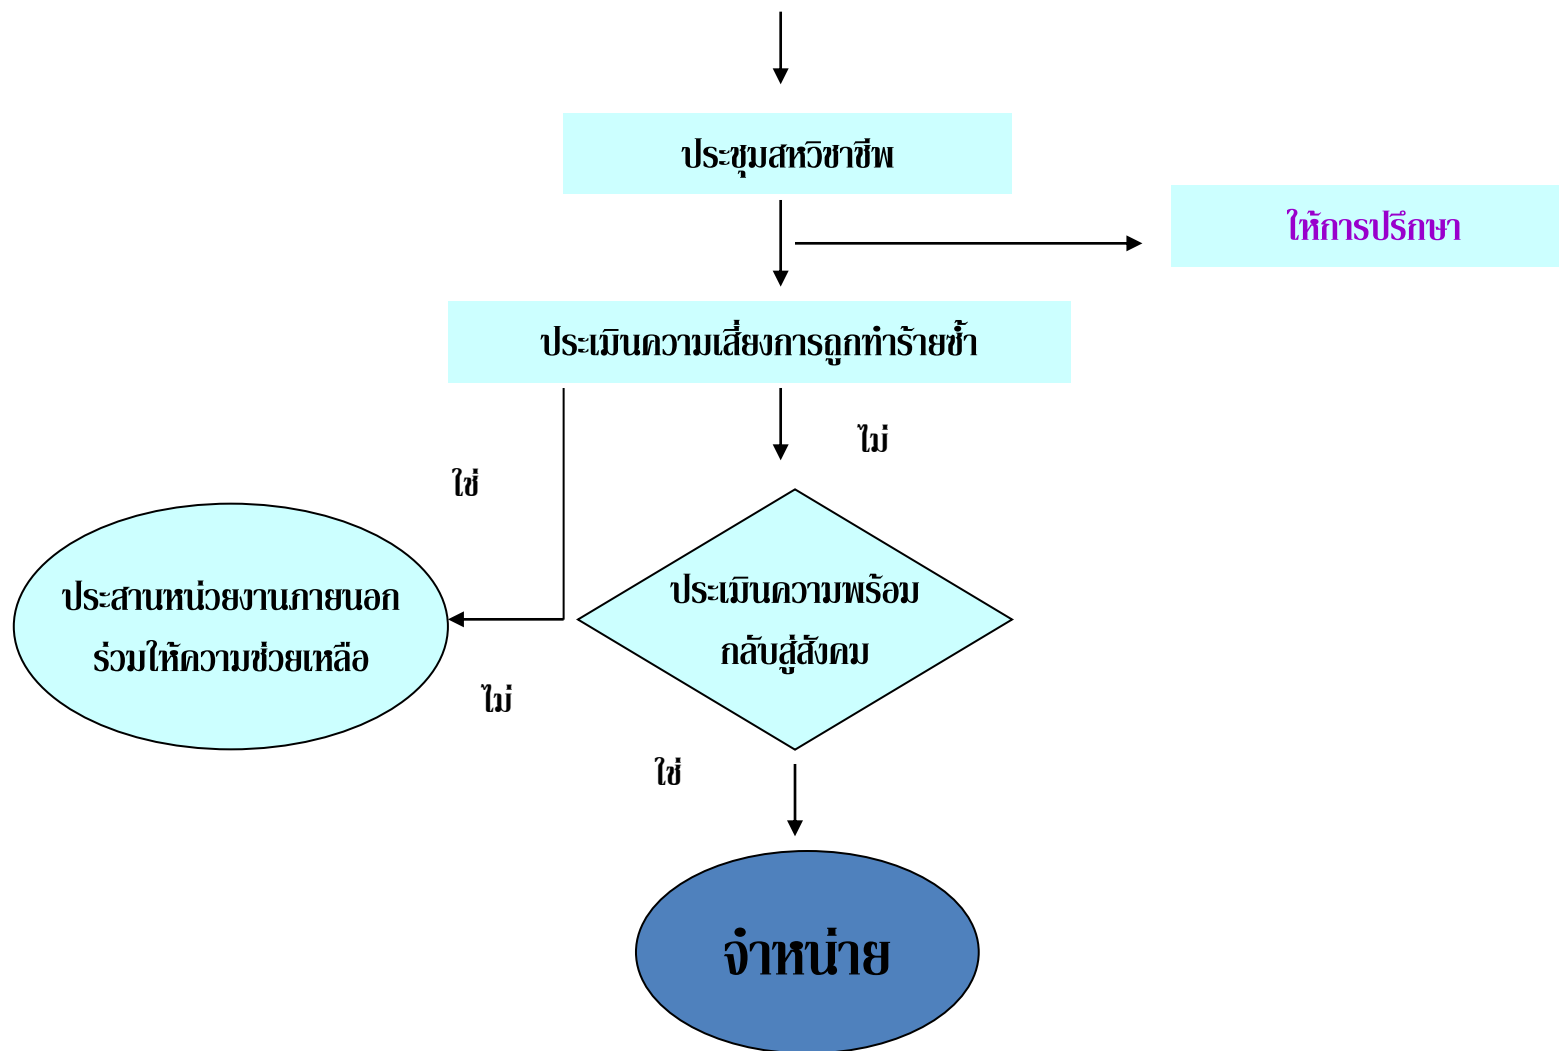 ประชุมสหวิชาชีพ
ให้การปรึกษา
ประเมินความเสี่ยงการถูกทำร้ายซ้ำ
ไม่
ใช่
ประเมินความพร้อม
กลับสู่สังคม
ประสานหน่วยงานภายนอก
ร่วมให้ความช่วยเหลือ
ไม่
ใช่
จำหน่าย